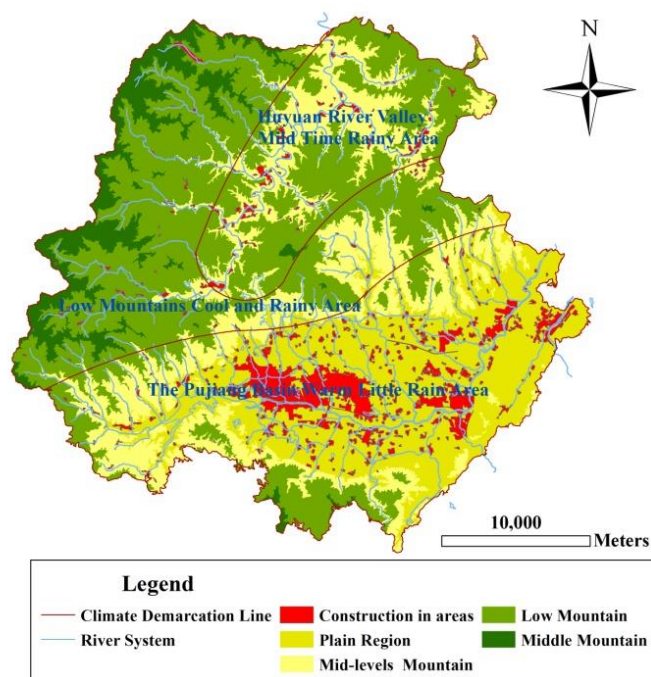 N
Huyuan River Valley
Mild Time Rainy Area
Low Mountains Cool and Rainy Area
The Pujiang Basin Warm Little Rain Area
10,000
Meters
Legend
Climate Demarcation Line
River System
Construction in areas
Plain Region
Mid-levels Mountain
Low Mountain
Middle Mountain